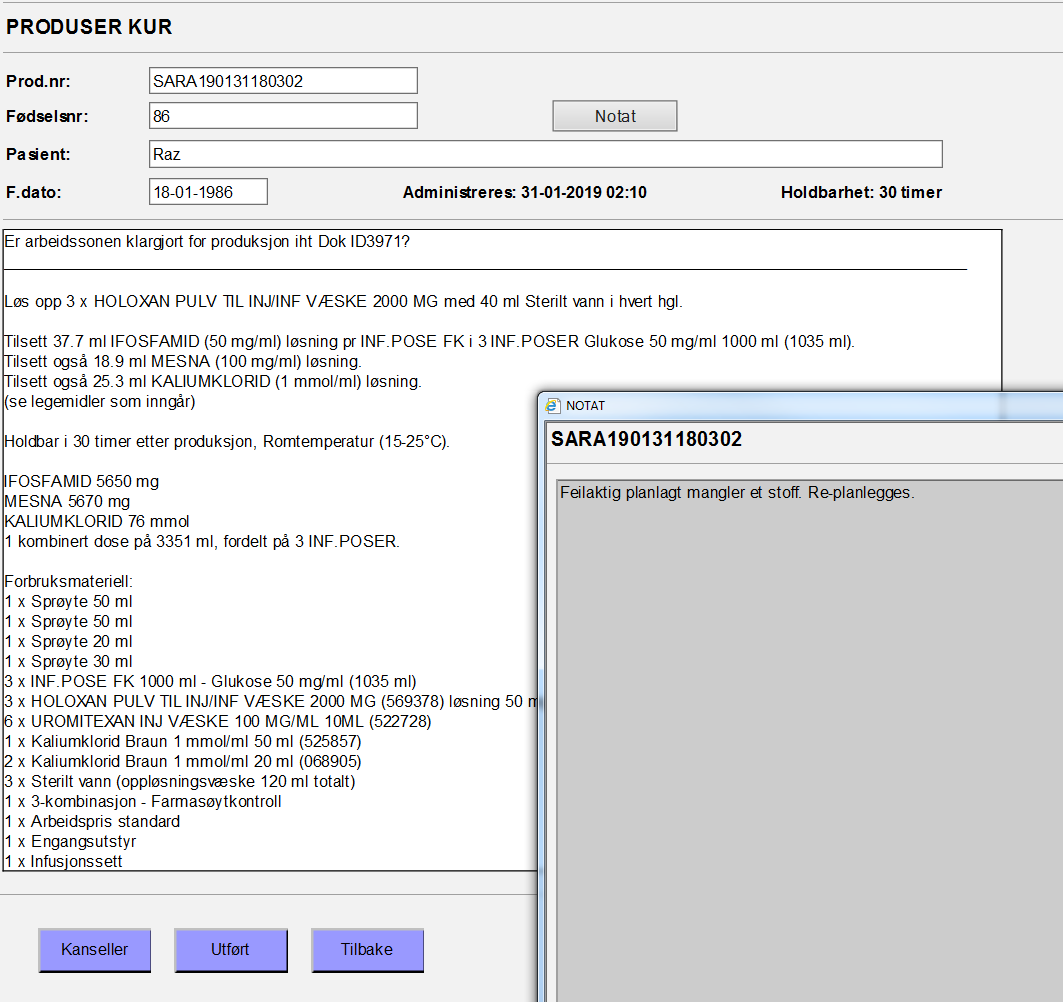 PRODUSER KUR
Prod.nr: SARA190131180302
Fødselsnr: 86 Notat
Pasient: Raz
F.dato: 18-01-1986 Administreres: 31-01-2019 02:10 Holdbarhet: 30 timer
Er arbeidssonen klargjort for produksjon iht Dok ID3971?
Løs opp 3 x HOLOXAN PULV TIL INJ/INF VÆSKE 2000 MG med 40 ml Sterilt vann i hvert hgl.
Tilsett 37.7 ml IFOSFAMID (50 mg/ml) løsning pr INF.POSE FK i 3 INF.POSER Glukose 50 mg/ml 1000 ml (1035 ml).
Tilsett også 18.9 ml MESNA (100 mg/ml) løsning.
Tilsett også 25.3 ml KALIUMKLORID (1 mmol/ml) løsning.
(se legemidler som inngår)
Holdbar i 30 timer etter produksjon, Romtemperatur (15-25°C).
IFOSFAMID 5650 mg
MESNA 5670 mg
KALIUMKLORID 76 mmol
1 kombinert dose på 3351 ml, fordelt på 3 INF.POSER.
Forbruksmateriell:
1 x Sprøyte 50 ml
1 x Sprøyte 50 ml
1 x Sprøyte 20 ml
1 x Sprøyte 30 ml
3 x INF.POSE FK 1000 ml - Glukose 50 mg/ml (1035 ml)
3 x HOLOXAN PULV TIL INJ/INF VÆSKE 2000 MG (569378) løsning 50 m
6 x UROMITEXAN INJ VÆSKE 100 MG/ML 10ML (522728)
1 x Kaliumklorid Braun 1 mmol/ml 50 ml (525857)
2 x Kaliumklorid Braun 1 mmol/ml 20 ml (068905)
3 x Sterilt vann (oppløsningsvæske 120 ml totalt)
1 x 3-kombinasjon - Farmasøytkontroll
1 x Arbeidspris standard
1 x Engangsutstyr
1 x Infusjonssett
Kanseller Utført Tilbake
NOTAT
SARA190131180302
Feilaktig planlagt mangler et stoff. Re-planlegges.